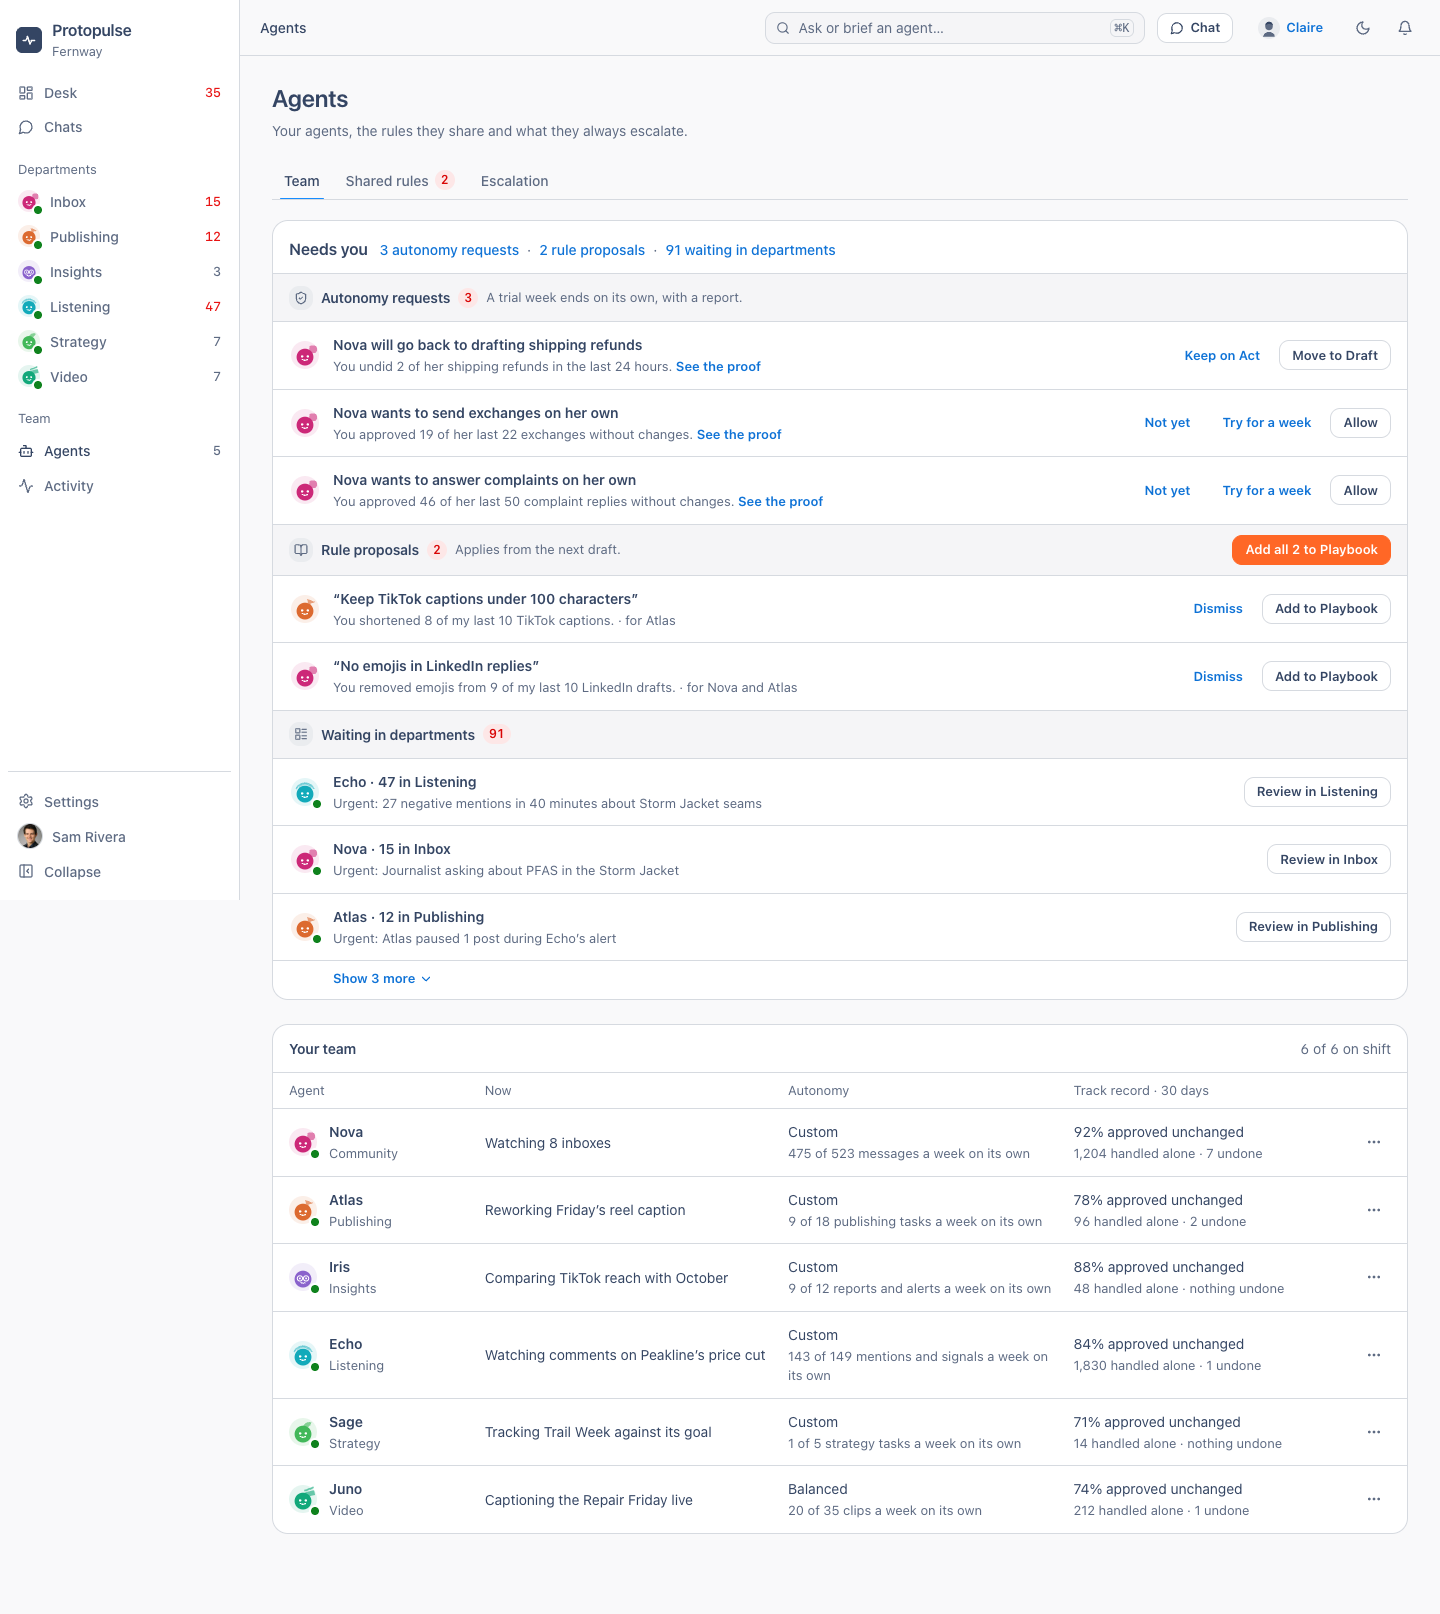 Protopulse
Fernway
Desk 35
Chats
Departments
Inbox 15
Publishing 12
Insights 3
Listening 47
Strategy 7
Video 7
Team
Agents 5
Activity
Settings
Sam Rivera
Collapse
Agents
Ask or brief an agent… ⌘K
Chat
Claire
Agents
Your agents, the rules they share and what they always escalate.
Team Shared rules 2 Escalation
Needs you 3 autonomy requests · 2 rule proposals · 91 waiting in departments
Autonomy requests 3 A trial week ends on its own, with a report.
Nova will go back to drafting shipping refunds
You undid 2 of her shipping refunds in the last 24 hours. See the proof
Keep on Act Move to Draft
Nova wants to send exchanges on her own
You approved 19 of her last 22 exchanges without changes. See the proof
Not yet Try for a week Allow
Nova wants to answer complaints on her own
You approved 46 of her last 50 complaint replies without changes. See the proof
Not yet Try for a week Allow
Rule proposals 2 Applies from the next draft. Add all 2 to Playbook
“Keep TikTok captions under 100 characters”
You shortened 8 of my last 10 TikTok captions. · for Atlas
Dismiss Add to Playbook
“No emojis in LinkedIn replies”
You removed emojis from 9 of my last 10 LinkedIn drafts. · for Nova and Atlas
Dismiss Add to Playbook
Waiting in departments 91
Echo · 47 in Listening
Urgent: 27 negative mentions in 40 minutes about Storm Jacket seams
Review in Listening
Nova · 15 in Inbox
Urgent: Journalist asking about PFAS in the Storm Jacket
Review in Inbox
Atlas · 12 in Publishing
Urgent: Atlas paused 1 post during Echo’s alert
Review in Publishing
Show 3 more
Your team 6 of 6 on shift
Agent Now Autonomy Track record · 30 days
Nova
Community
Watching 8 inboxes
Custom
475 of 523 messages a week on its own
92% approved unchanged
1,204 handled alone · 7 undone
Atlas
Publishing
Reworking Friday’s reel caption
Custom
9 of 18 publishing tasks a week on its own
78% approved unchanged
96 handled alone · 2 undone
Iris
Insights
Comparing TikTok reach with October
Custom
9 of 12 reports and alerts a week on its own
88% approved unchanged
48 handled alone · nothing undone
Echo
Listening
Watching comments on Peakline’s price cut
Custom
143 of 149 mentions and signals a week on
its own
84% approved unchanged
1,830 handled alone · 1 undone
Sage
Strategy
Tracking Trail Week against its goal
Custom
1 of 5 strategy tasks a week on its own
71% approved unchanged
14 handled alone · nothing undone
Juno
Video
Captioning the Repair Friday live
Balanced
20 of 35 clips a week on its own
74% approved unchanged
212 handled alone · 1 undone